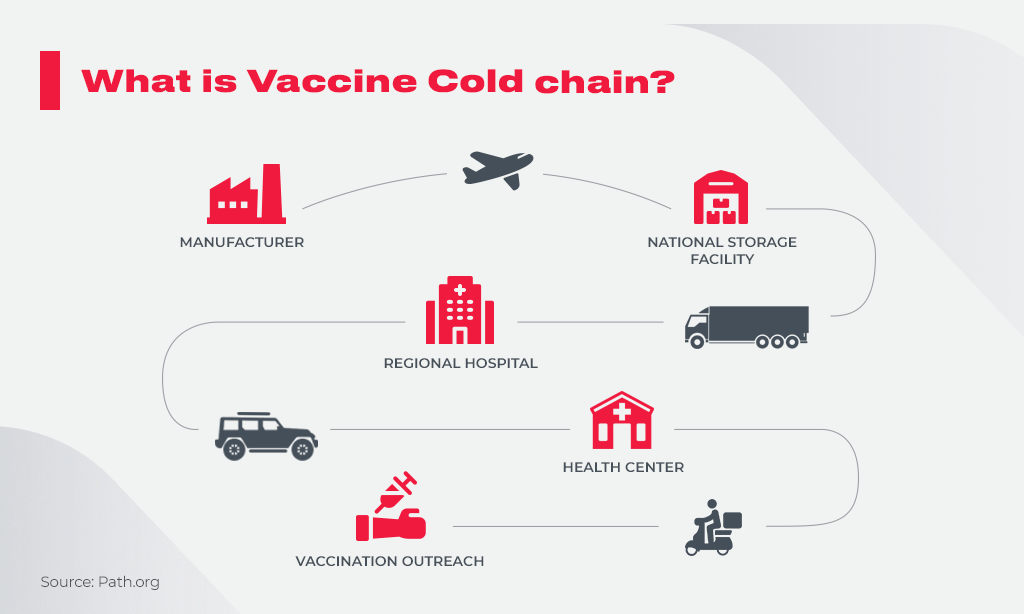 What is Vaccine Cold chain?
MANUFACTURER
NATIONAL STORAGE
FACILITY
REGIONAL HOSPITAL
HEALTH CENTER
VACCINATION OUTREACH
Source: Path.org